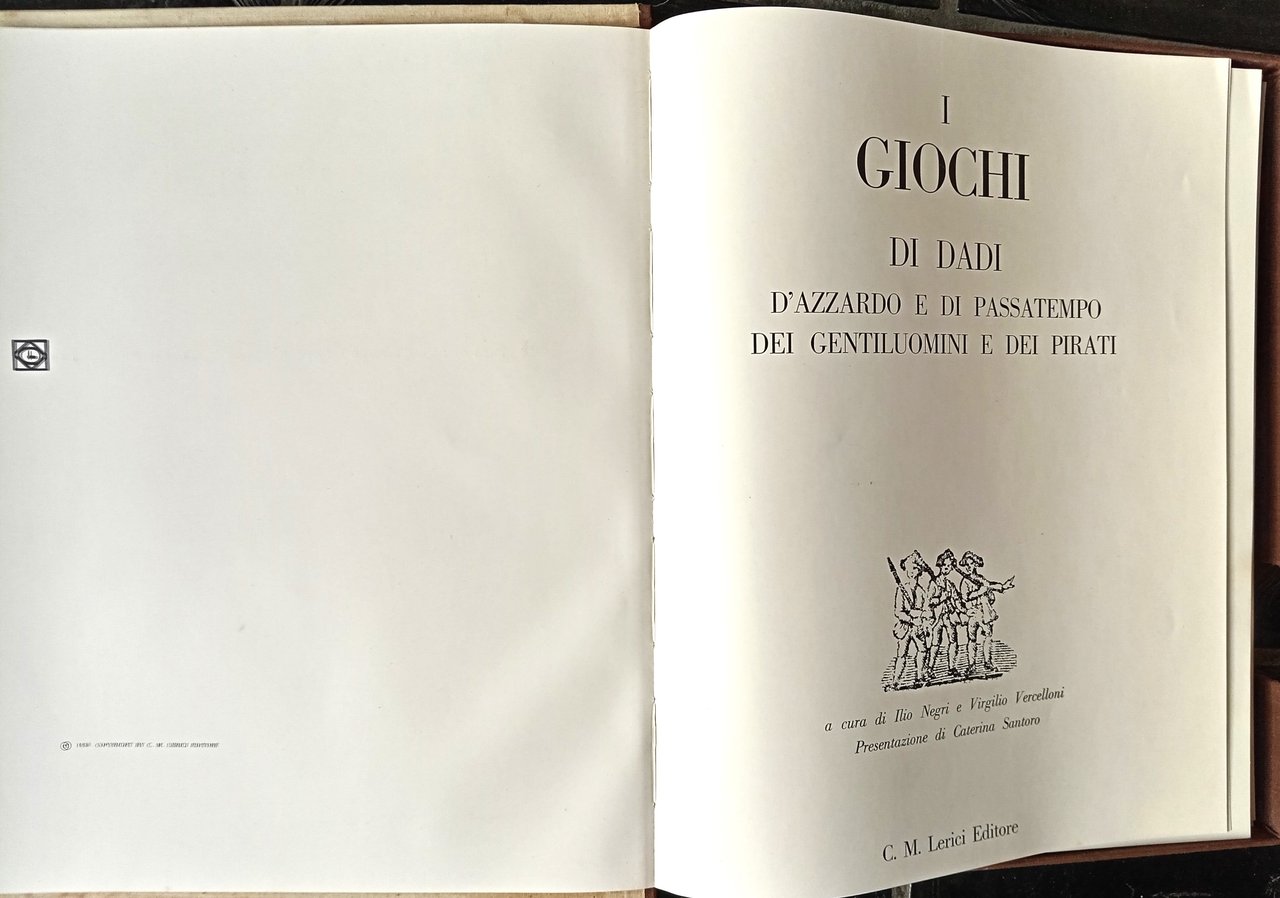 I
GIOCHI
DI DADI
D'AZZARDO E DI PASSATEMPO
DEI GENTILUOMINI E DEI PIRATI
a cura di Ilio Negri e Virgilio Vercelloni
Presentazione di Caterina Santoro
C. M. Lerici Editore
©